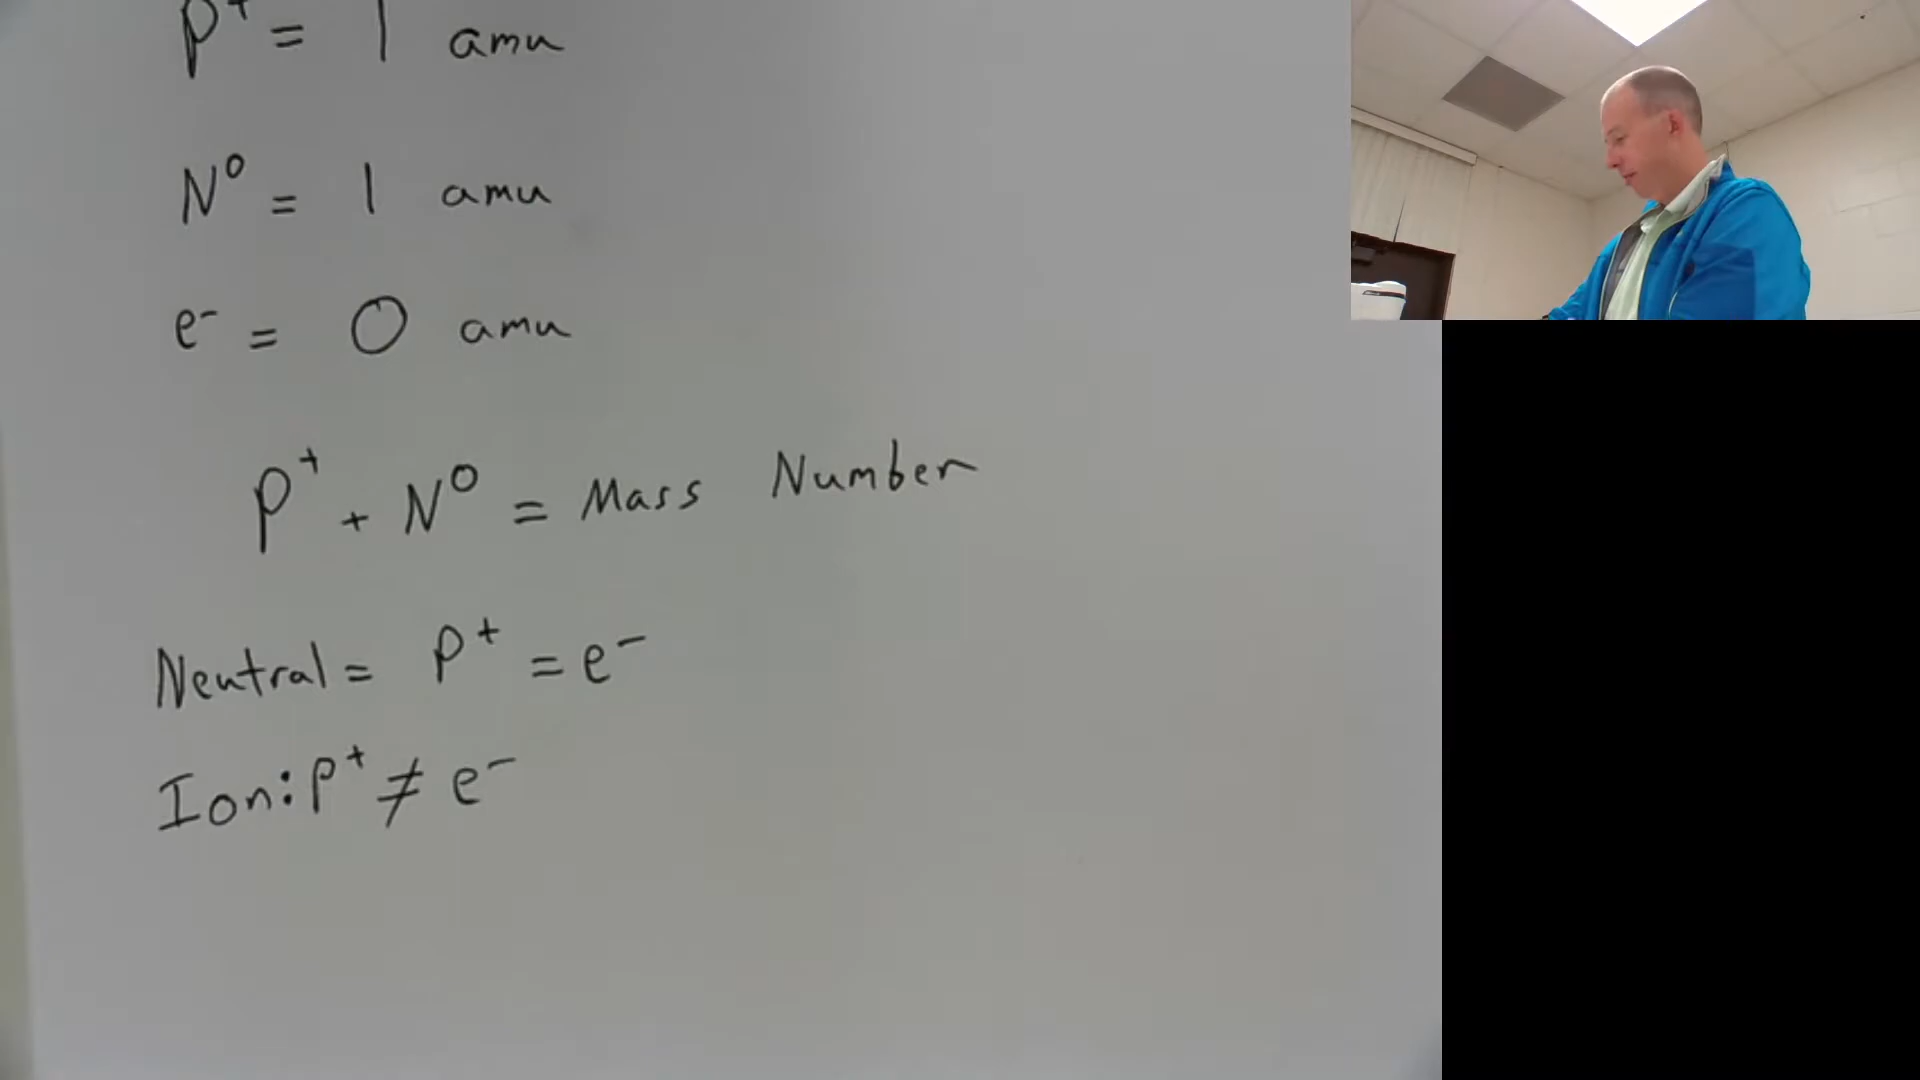 P⁺ = 1 amu
N⁰ = 1 amu
e⁻ = 0 amu
P⁺ + N⁰ = Mass Number
Neutral = P⁺ = e⁻
Ion: P⁺ ≠ e⁻